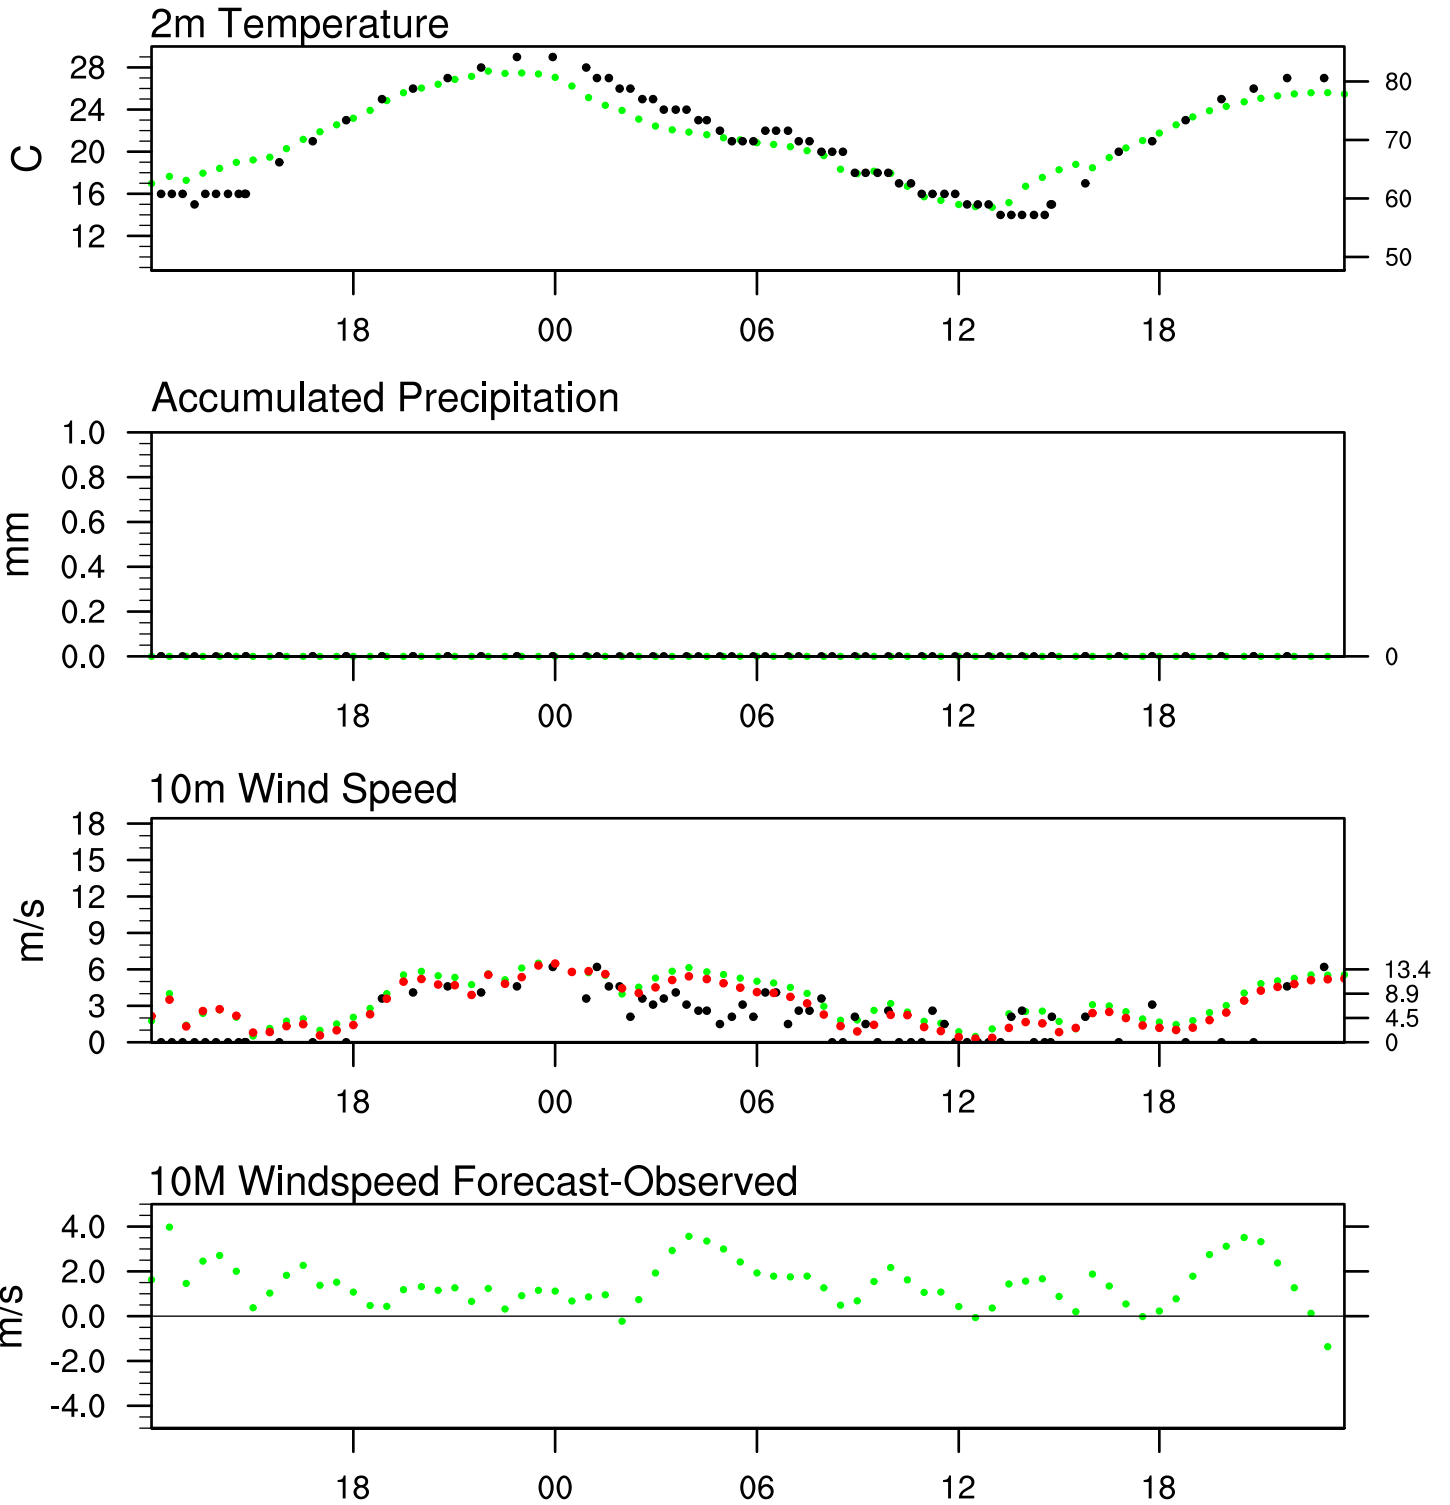 2m Temperature
28
24
20
16
12
C
80
70
60
50
18 00 06 12 18
Accumulated Precipitation
1.0
0.8
0.6
0.4
0.2
0.0
mm
0
18 00 06 12 18
10m Wind Speed
18
15
12
9
6
3
0
m/s
13.4
8.9
4.5
0
18 00 06 12 18
10M Windspeed Forecast-Observed
4.0
2.0
0.0
-2.0
-4.0
m/s
18 00 06 12 18